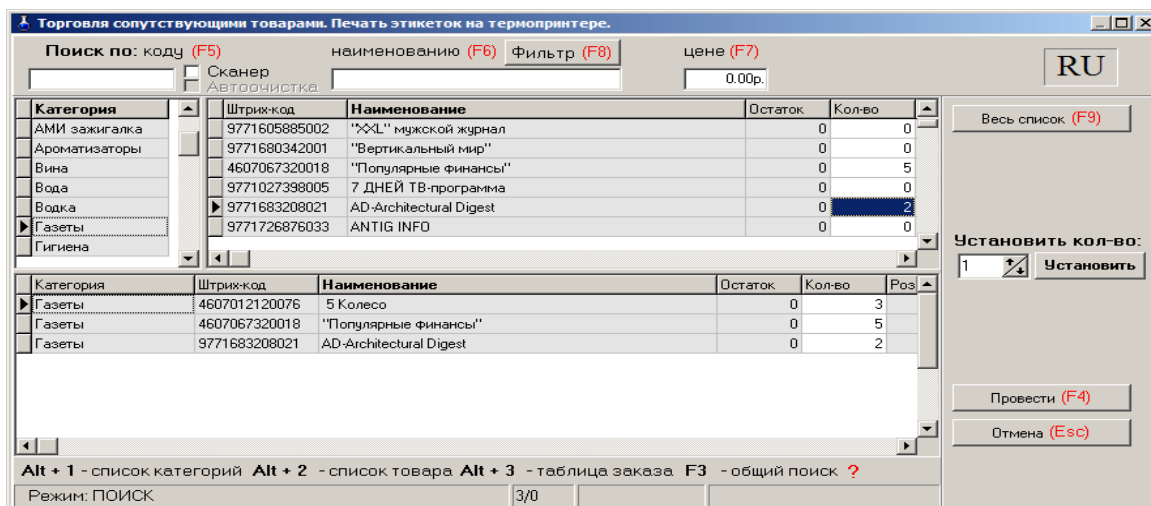 Торговля сопутствующими товарами. Печать этикеток на термопринтере.
Поиск по: коду (F5) наименованию (F6) Фильтр (F8) цене (F7)
Сканер
Автоочистка
0.00р.
RU
Категория
АМИ зажигалка
Ароматизаторы
Вина
Вода
Водка
Газеты
Гигиена
Штрих-код Наименование Остаток Кол-во
9771605885002 "XXL" мужской журнал 0 0
9771680342001 "Вертикальный мир" 0 0
4607067320018 "Популярные финансы" 0 5
9771027398005 7 ДНЕЙ ТВ-программа 0 0
9771683208021 AD-Architectural Digest 0 2
9771726876033 ANTIG INFO 0 0
Весь список (F9)
Установить кол-во:
1 Установить
Категория Штрих-код Наименование Остаток Кол-во Роз
Газеты 4607012120076 5 Колесо 0 3
Газеты 4607067320018 "Популярные финансы" 0 5
Газеты 9771683208021 AD-Architectural Digest 0 2
Провести (F4)
Отмена (Esc)
Alt + 1 - список категорий Alt + 2 - список товара Alt + 3 - таблица заказа F3 - общий поиск ?
Режим: ПОИСК 3/0